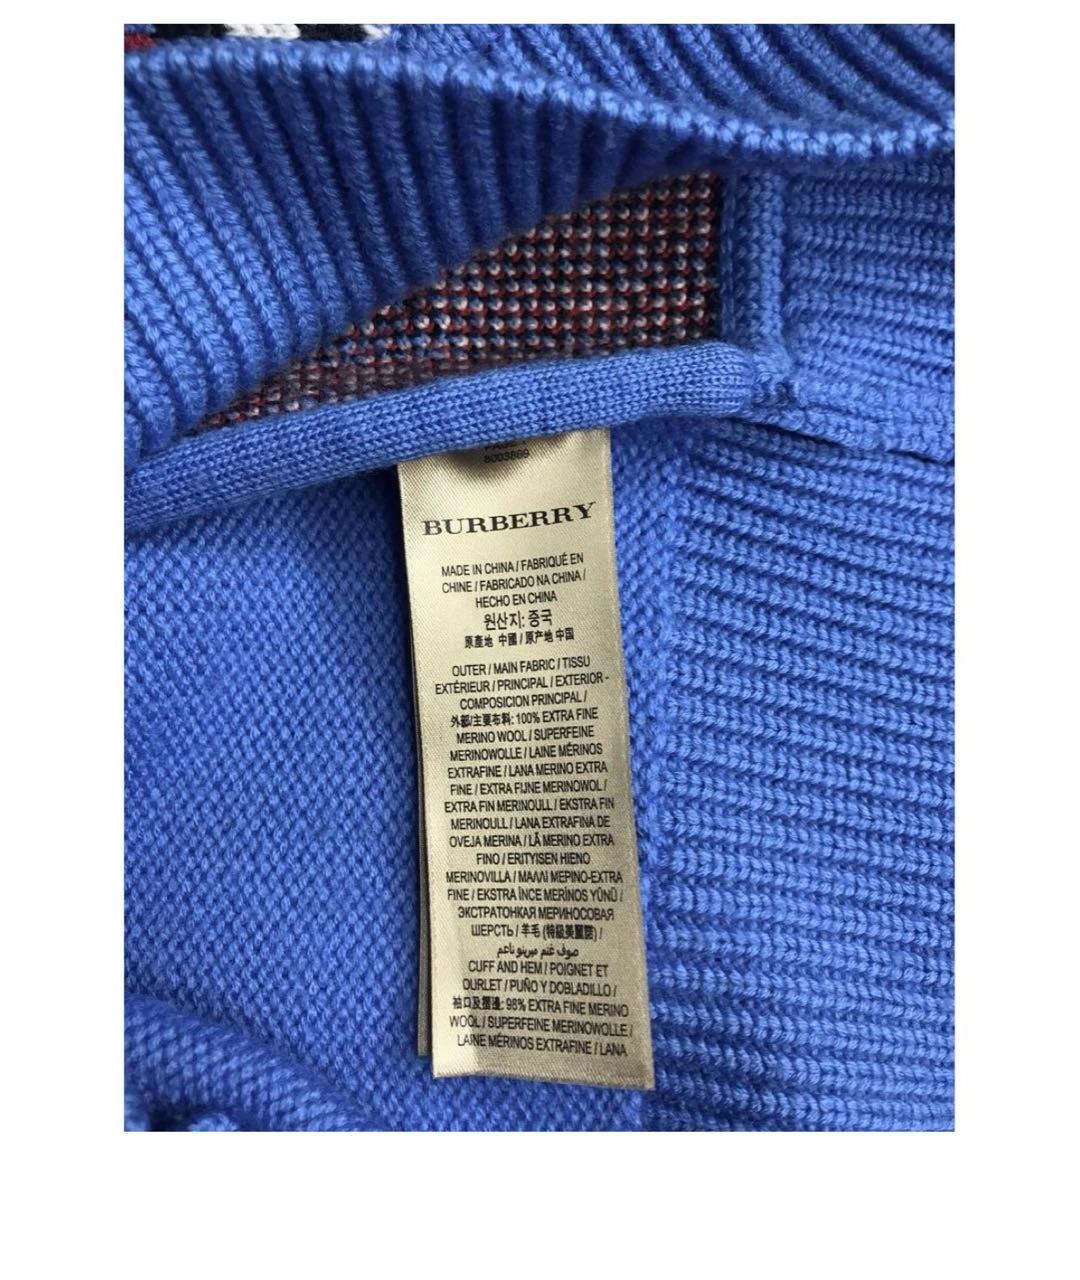 8003869
BURBERRY
MADE IN CHINA / FABRIQUÉ EN
CHINE / FABRICADO NA CHINA /
HECHO EN CHINA
원산지: 중국
原產地 中國 / 原产地 中国
OUTER / MAIN FABRIC / TISSU
EXTÉRIEUR / PRINCIPAL / EXTERIOR -
COMPOSICION PRINCIPAL /
外部/主要布料: 100% EXTRA FINE
MERINO WOOL / SUPERFEINE
MERINOWOLLE / LAINE MÉRINOS
EXTRAFINE / LANA MERINO EXTRA
FINE / EXTRA FIJNE MERINOWOL /
EXTRA FIN MERINOULL / EKSTRA FIN
MERINOULL / LANA EXTRAFINA DE
OVEJA MERINA / LÃ MERINO EXTRA
FINO / ERITYISEN HIENO
MERINOVILLA / ΜΑΛΛΙ ΜΕΡΙΝΟ-EXTRA
FINE / EKSTRA İNCE MERİNOS YÜNÜ /
ЭКСТРАТОНКАЯ МЕРИНОСОВАЯ
ШЕРСТЬ / 羊毛 (特級美麗諾) /
صوف غنم ميرينو ناعم
CUFF AND HEM / POIGNET ET
OURLET / PUÑO Y DOBLADILLO /
袖口及摺邊: 98% EXTRA FINE MERINO
WOOL / SUPERFEINE MERINOWOLLE /
LAINE MÉRINOS EXTRAFINE / LANA